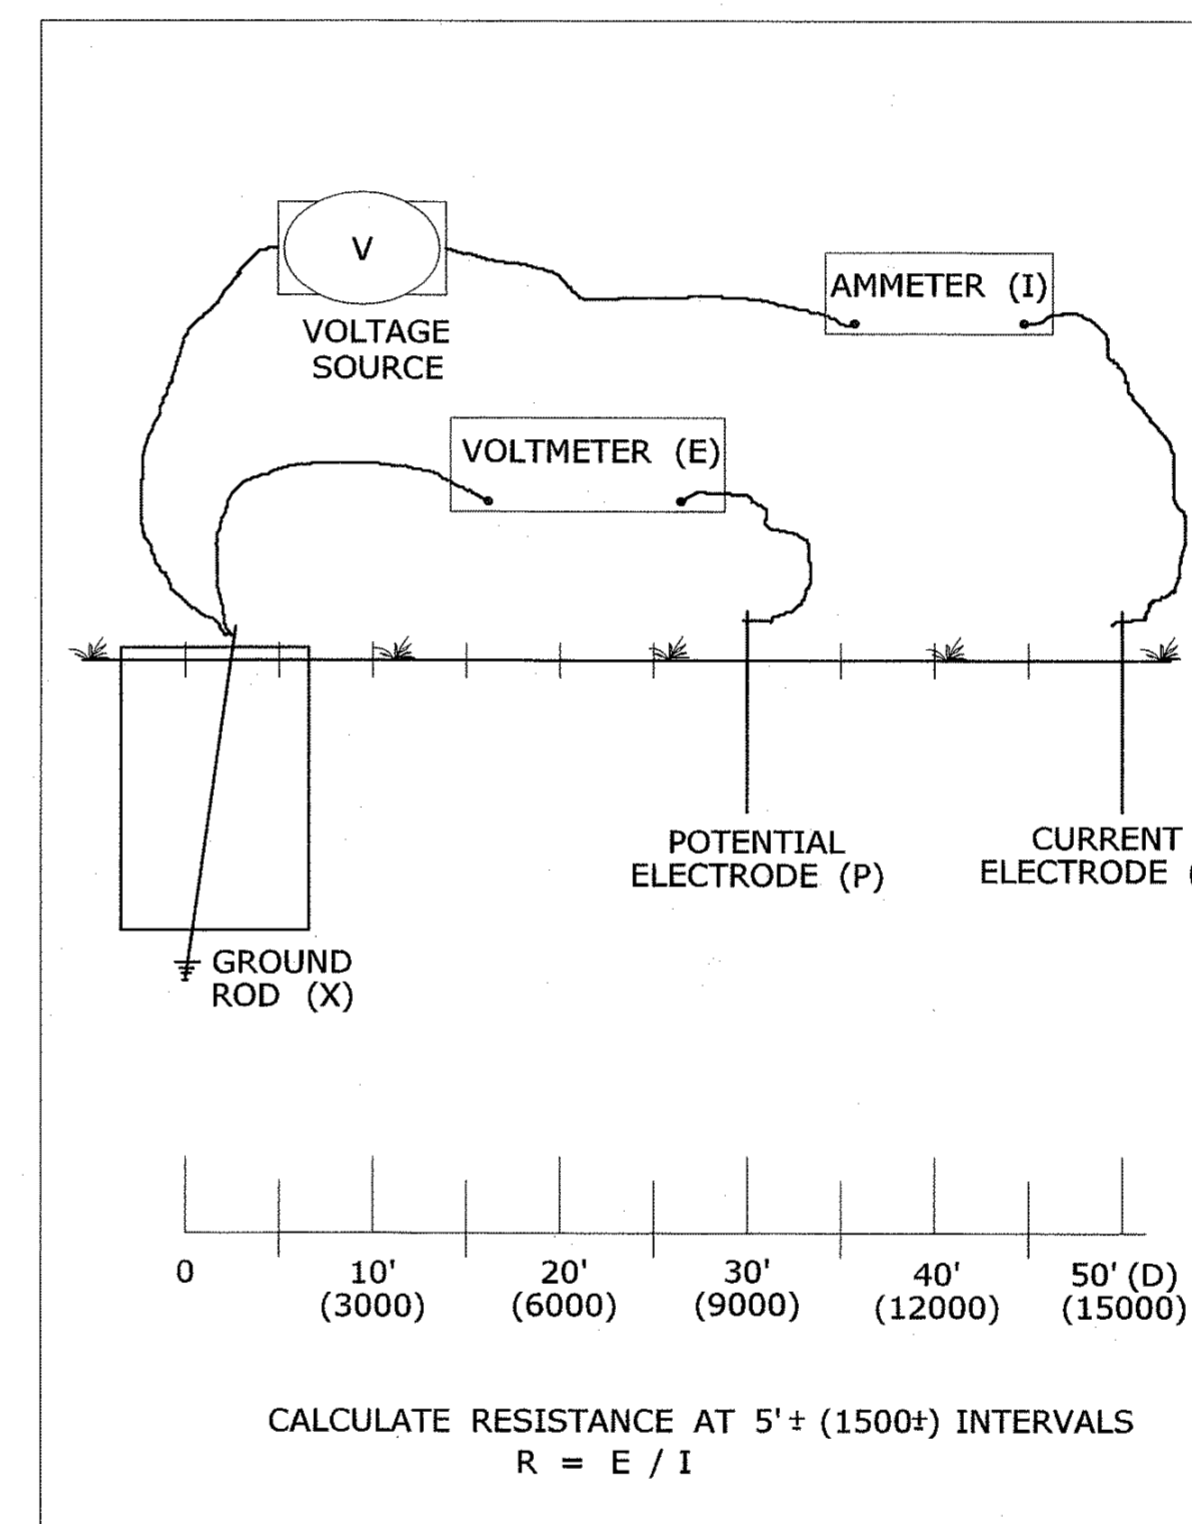 V
VOLTAGE
SOURCE
AMMETER (I)
VOLTMETER (E)
POTENTIAL
ELECTRODE (P)
CURRENT
ELECTRODE (
GROUND
ROD (X)
0 10' 20' 30' 40' 50' (D)
(3000) (6000) (9000) (12000) (15000)
CALCULATE RESISTANCE AT 5'± (1500±) INTERVALS
R = E / I